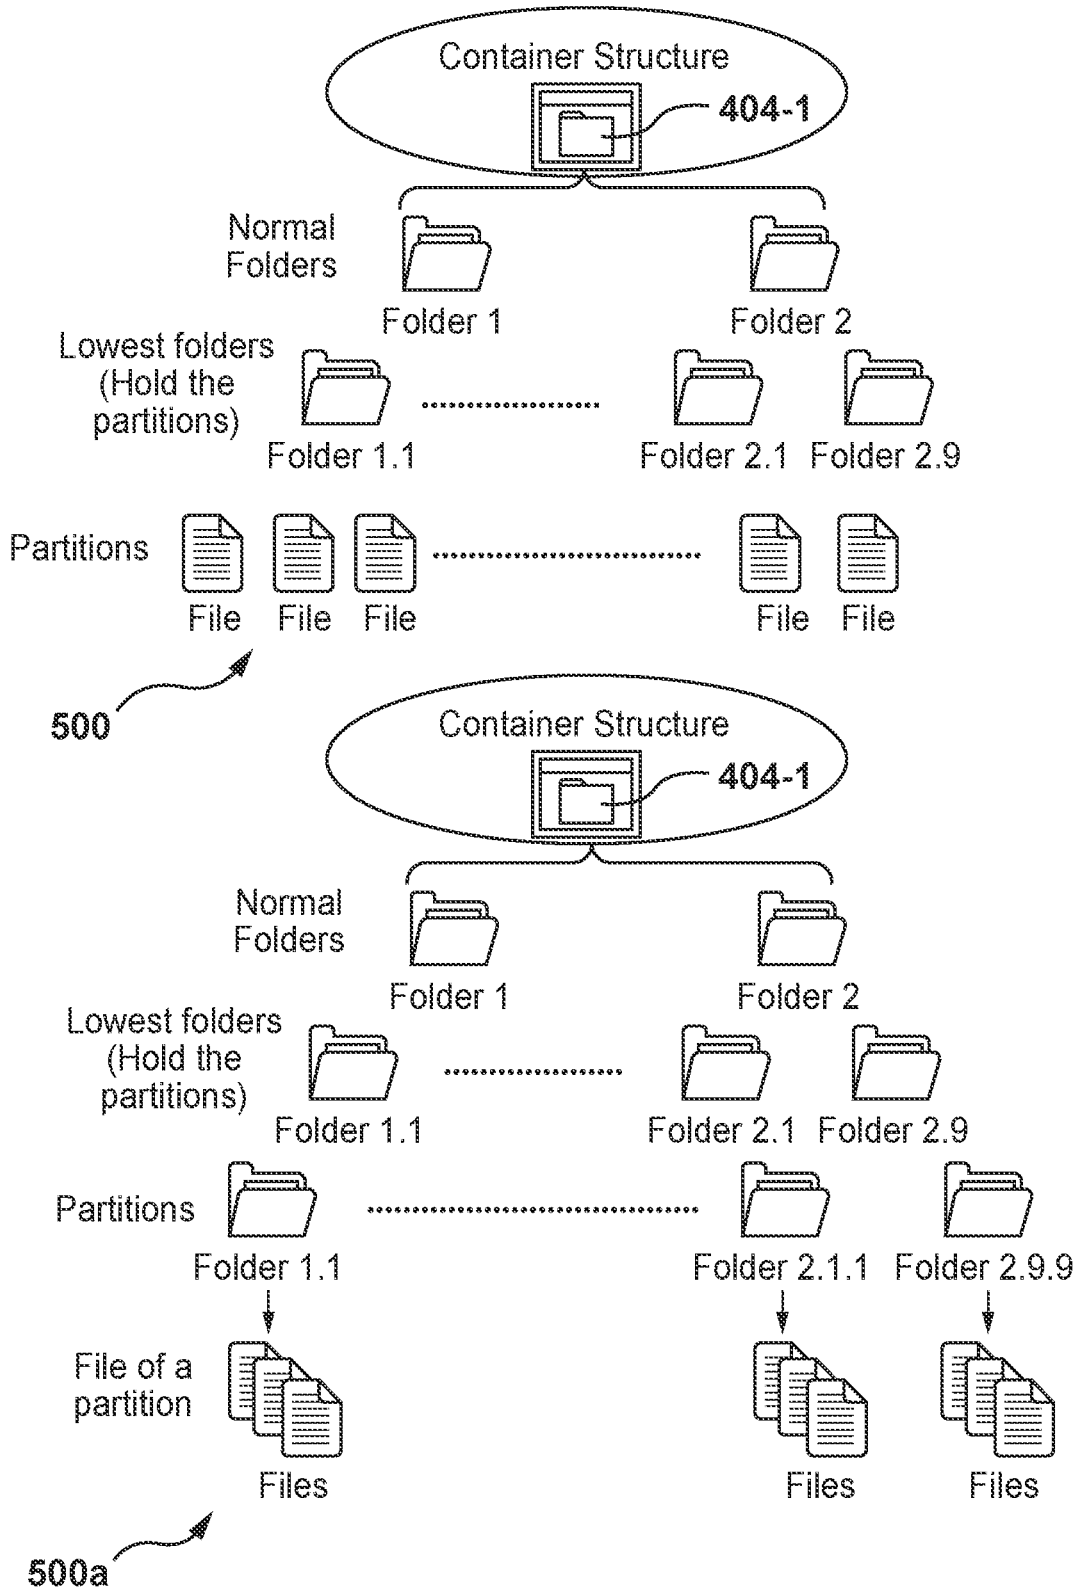 Container Structure
404-1
Normal
Folders
Folder 1
Folder 2
Lowest folders
(Hold the
partitions)
Folder 1.1
Folder 2.1
Folder 2.9
Partitions
File
File
File
File
File
500
Container Structure
404-1
Normal
Folders
Folder 1
Folder 2
Lowest folders
(Hold the
partitions)
Folder 1.1
Folder 2.1
Folder 2.9
Partitions
Folder 1.1
Folder 2.1.1
Folder 2.9.9
File of a
partition
Files
Files
Files
500a